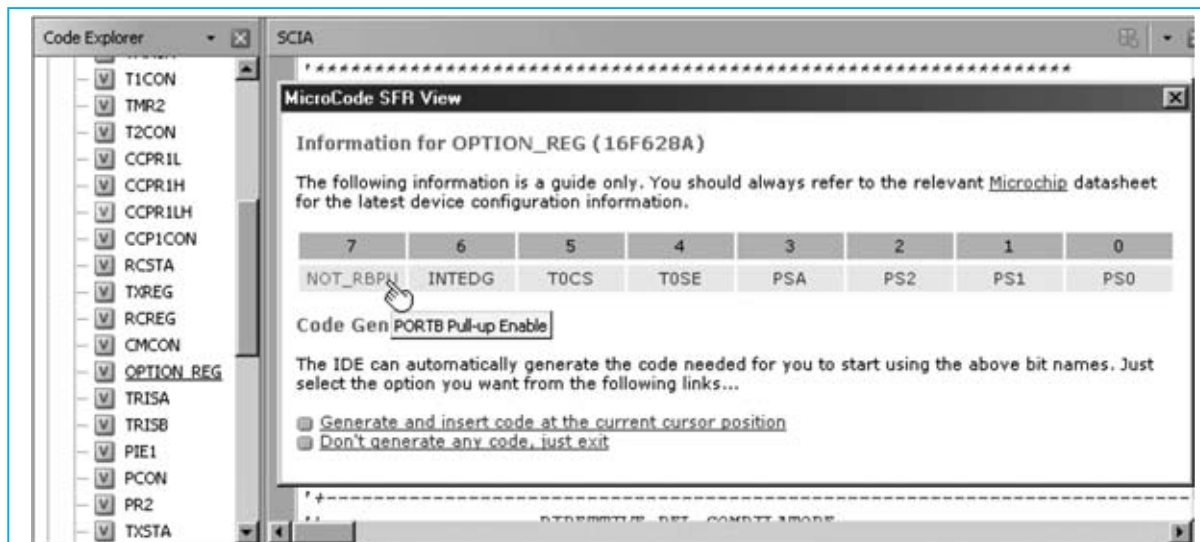 Code Explorer
SCIA
T1CON
TMR2
T2CON
CCPR1L
CCPR1H
CCPR1LH
CCP1CON
RCSTA
TXREG
RCREG
CMCON
OPTION_REG
TRISA
TRISB
PIE1
PCON
PR2
TXSTA
'************************************************************
MicroCode SFR View
Information for OPTION_REG (16F628A)
The following information is a guide only. You should always refer to the relevant Microchip datasheet
for the latest device configuration information.
7 6 5 4 3 2 1 0
NOT_RBPU INTEDG T0CS T0SE PSA PS2 PS1 PS0
Code Gen
PORTB Pull-up Enable
The IDE can automatically generate the code needed for you to start using the above bit names. Just
select the option you want from the following links...
Generate and insert code at the current cursor position
Don't generate any code, just exit